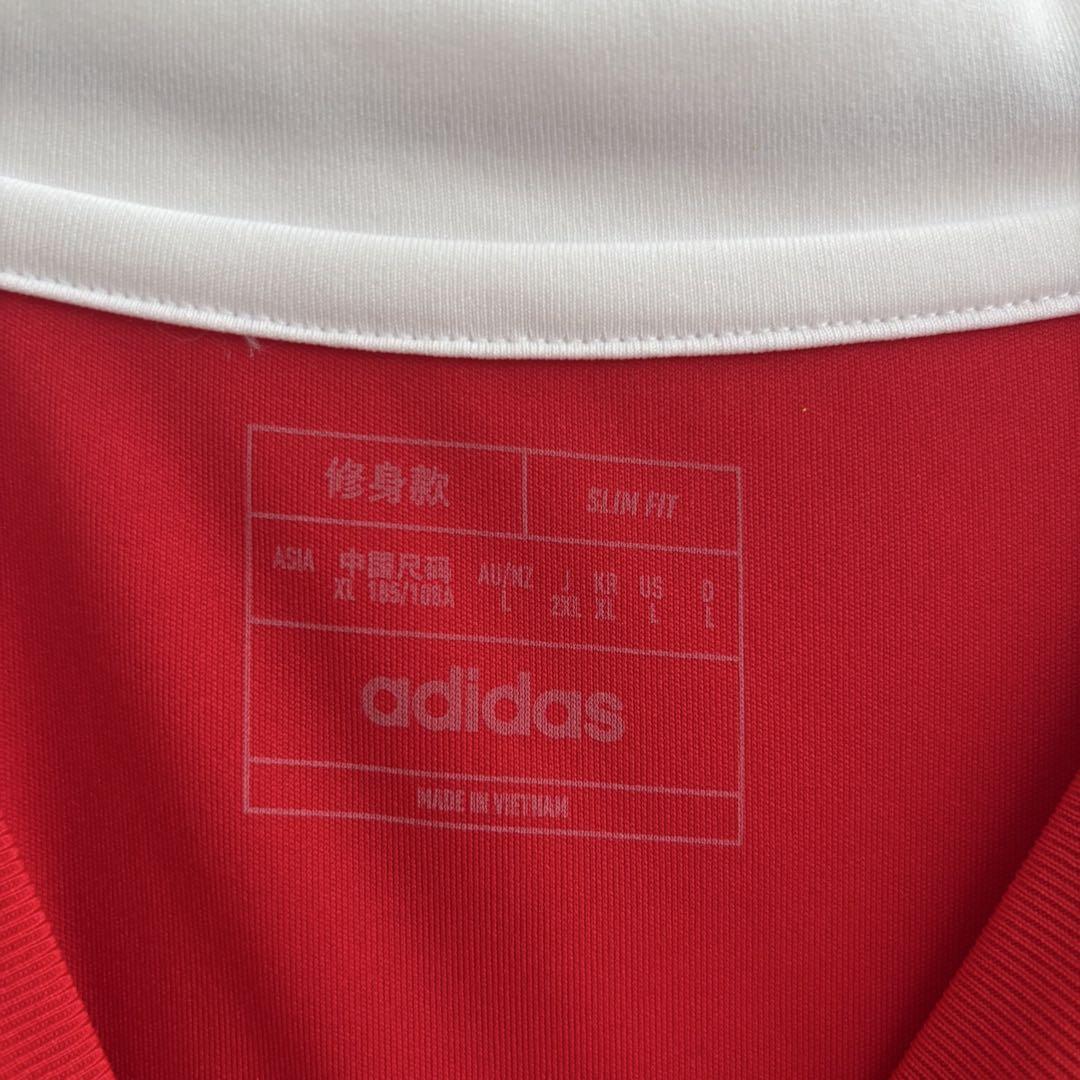 修身款 SLIM FIT
ASIA 中國尺碼 AU/NZ J KR US D
XL 185/108A L 2XL XL L L
adidas
MADE IN VIETNAM